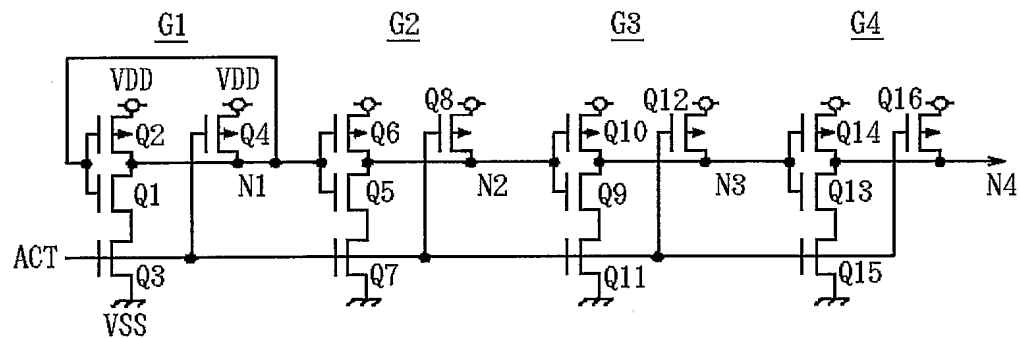 G1 G2 G3 G4
VDD VDD
Q8 Q12 Q16
Q2 Q4 Q6 Q10 Q14
Q1 N1 Q5 N2 Q9 N3 Q13 N4
ACT
Q3 Q7 Q11 Q15
VSS